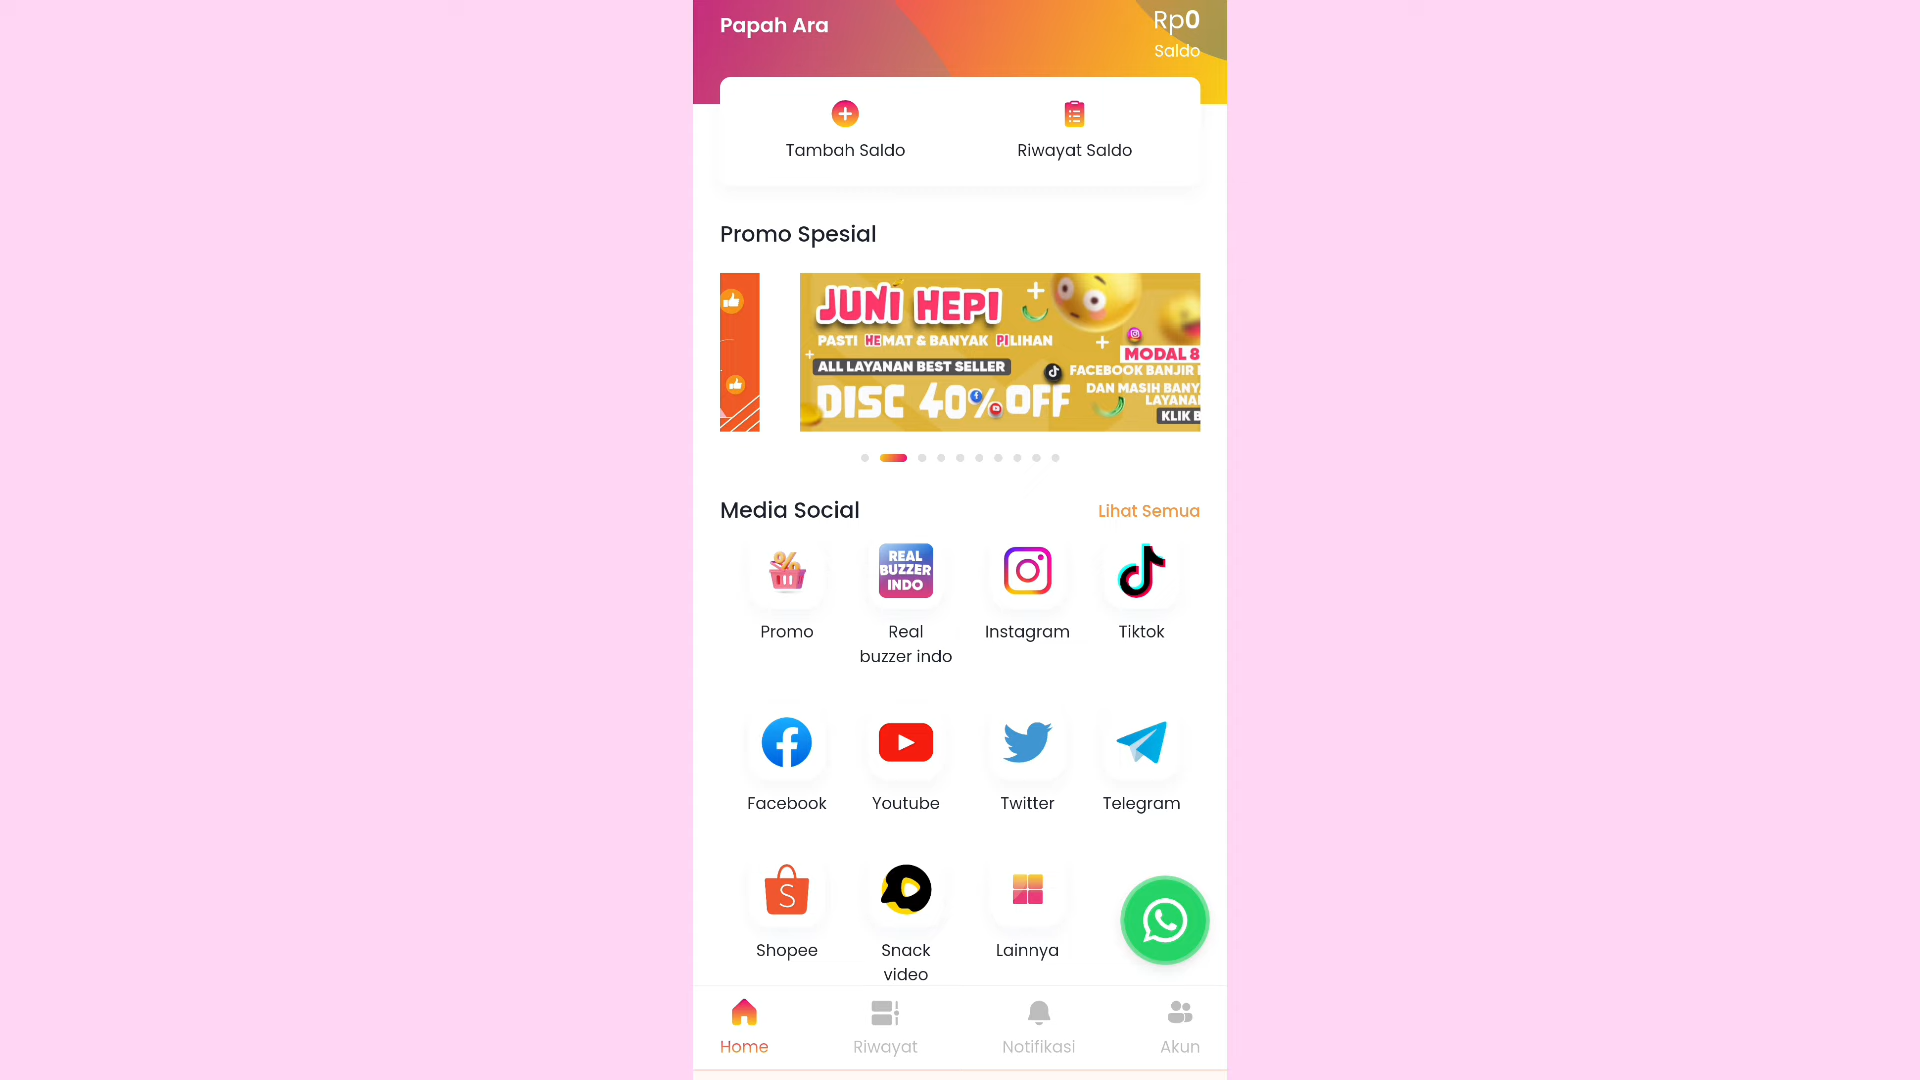 Papah Ara
Rp0
Saldo
Tambah Saldo
Riwayat Saldo
Promo Spesial
JUNI HEPI
PASTI HEMAT & BANYAK PILIHAN
ALL LAYANAN BEST SELLER
DISC 40% OFF
MODAL 8
FACEBOOK BANJIR
DAN MASIH BANY
LAYANA
KLIK B
Media Social
Lihat Semua
REAL
BUZZER
INDO
Promo
Real
buzzer indo
Instagram
Tiktok
Facebook
Youtube
Twitter
Telegram
S
Shopee
Snack
video
Lainnya
Home
Riwayat
Notifikasi
Akun